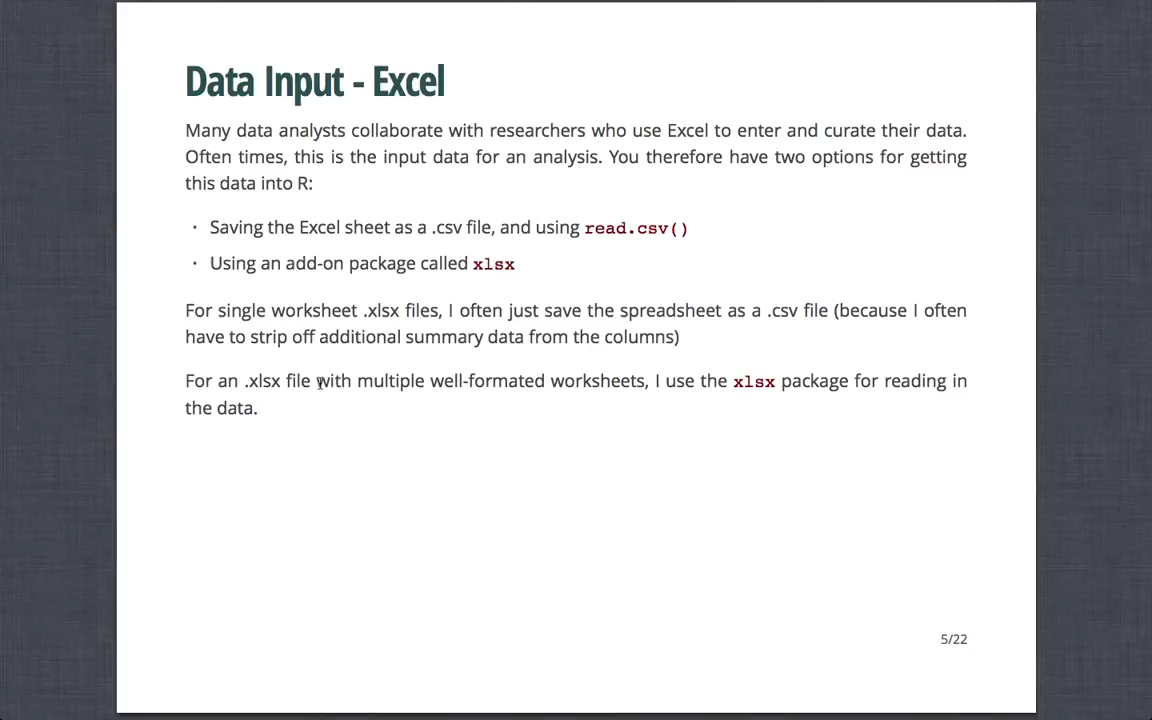 Data Input - Excel
Many data analysts collaborate with researchers who use Excel to enter and curate their data.
Often times, this is the input data for an analysis. You therefore have two options for getting
this data into R:
· Saving the Excel sheet as a .csv file, and using read.csv()
· Using an add-on package called xlsx
For single worksheet .xlsx files, I often just save the spreadsheet as a .csv file (because I often
have to strip off additional summary data from the columns)
For an .xlsx file with multiple well-formated worksheets, I use the xlsx package for reading in
the data.
5/22